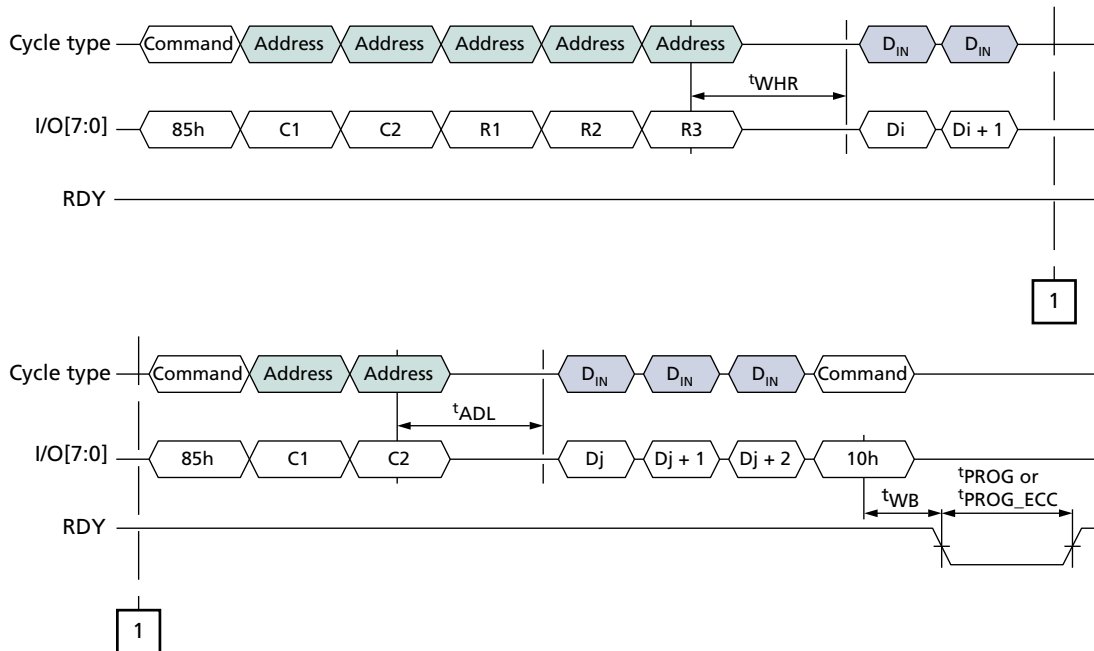 Cycle type Command Address Address Address Address Address DIN DIN
tWHR
I/O[7:0] 85h C1 C2 R1 R2 R3 Di Di + 1
RDY
1
Cycle type Command Address Address DIN DIN DIN Command
tADL
I/O[7:0] 85h C1 C2 Dj Dj + 1 Dj + 2 10h
tWB tPROG or
tPROG_ECC
RDY
1